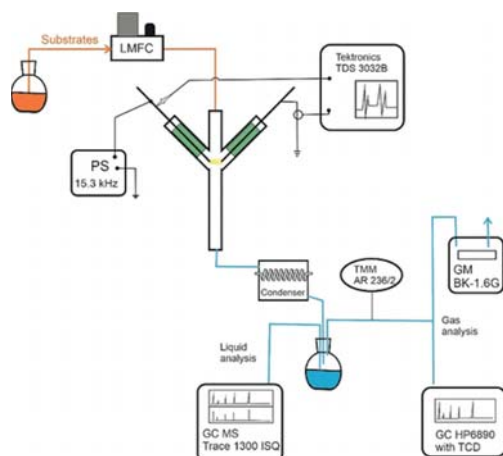 Substrates
LMFC
Tektronics
TDS 3032B
PS
15.3 kHz
Condenser
TMM
AR 236/2
GM
BK-1.6G
Gas
analysis
Liquid
analysis
GC MS
Trace 1300 ISQ
GC HP6890
with TCD